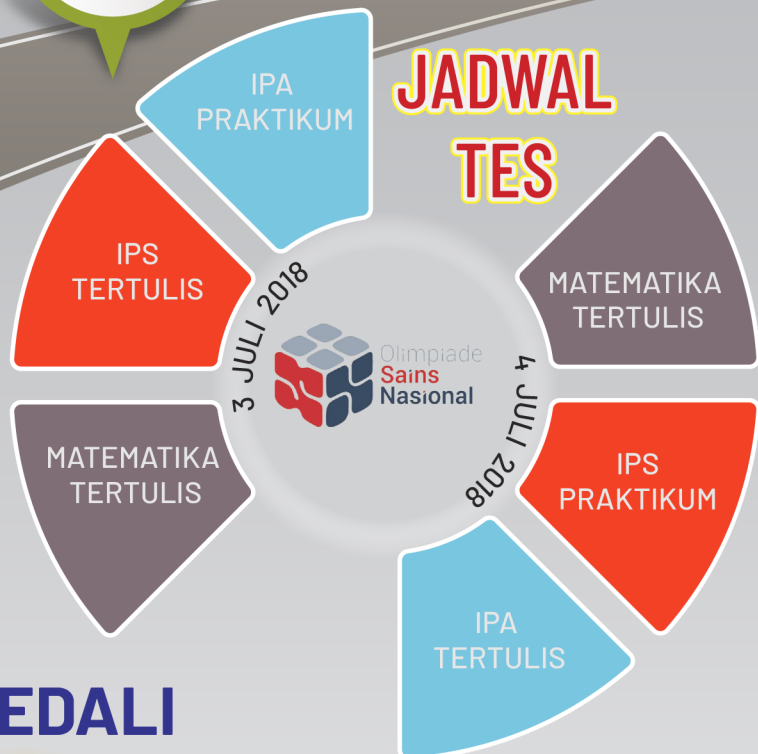 JADWAL
TES
IPA
PRAKTIKUM
IPS
TERTULIS
MATEMATIKA
TERTULIS
3 JULI 2018
Olimpiade
Sains
Nasional
4 JULI 2018
MATEMATIKA
TERTULIS
IPS
PRAKTIKUM
IPA
TERTULIS
EDALI